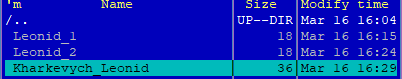 'm Name Size Modify time
/.. UP--DIR Mar 16 16:04
Leonid_1 18 Mar 16 16:15
Leonid_2 18 Mar 16 16:24
Kharkevych_Leonid 36 Mar 16 16:29